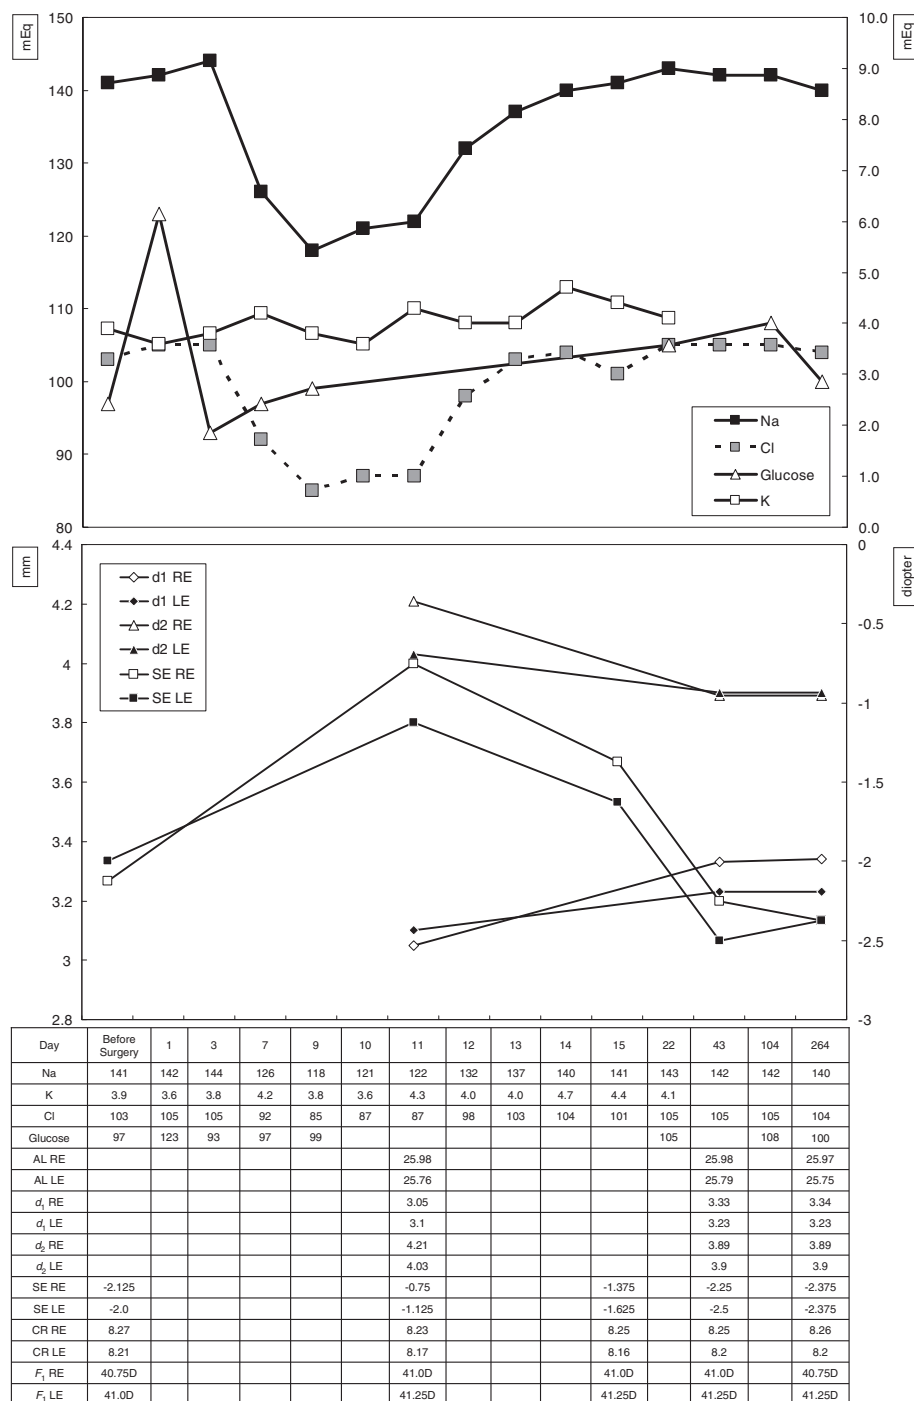 mEq
mEq
150
140
130
120
110
100
90
80
10.0
9.0
8.0
7.0
6.0
5.0
4.0
3.0
2.0
1.0
0.0
Na
Cl
Glucose
K
mm
diopter
4.4
4.2
4
3.8
3.6
3.4
3.2
3
2.8
0
-0.5
-1
-1.5
-2
-2.5
-3
d1 RE
d1 LE
d2 RE
d2 LE
SE RE
SE LE
Day Before Surgery 1 3 7 9 10 11 12 13 14 15 22 43 104 264
Na 141 142 144 126 118 121 122 132 137 140 141 143 142 142 140
K 3.9 3.6 3.8 4.2 3.8 3.6 4.3 4.0 4.0 4.7 4.4 4.1
Cl 103 105 105 92 85 87 87 98 103 104 101 105 105 105 104
Glucose 97 123 93 97 99 105 108 100
AL RE 25.98 25.98 25.97
AL LE 25.76 25.79 25.75
d1 RE 3.05 3.33 3.34
d1 LE 3.1 3.23 3.23
d2 RE 4.21 3.89 3.89
d2 LE 4.03 3.9 3.9
SE RE -2.125 -0.75 -1.375 -2.25 -2.375
SE LE -2.0 -1.125 -1.625 -2.5 -2.375
CR RE 8.27 8.23 8.25 8.25 8.26
CR LE 8.21 8.17 8.16 8.2 8.2
F1 RE 40.75D 41.0D 41.0D 41.0D 40.75D
F1 LE 41.0D 41.25D 41.25D 41.25D 41.25D